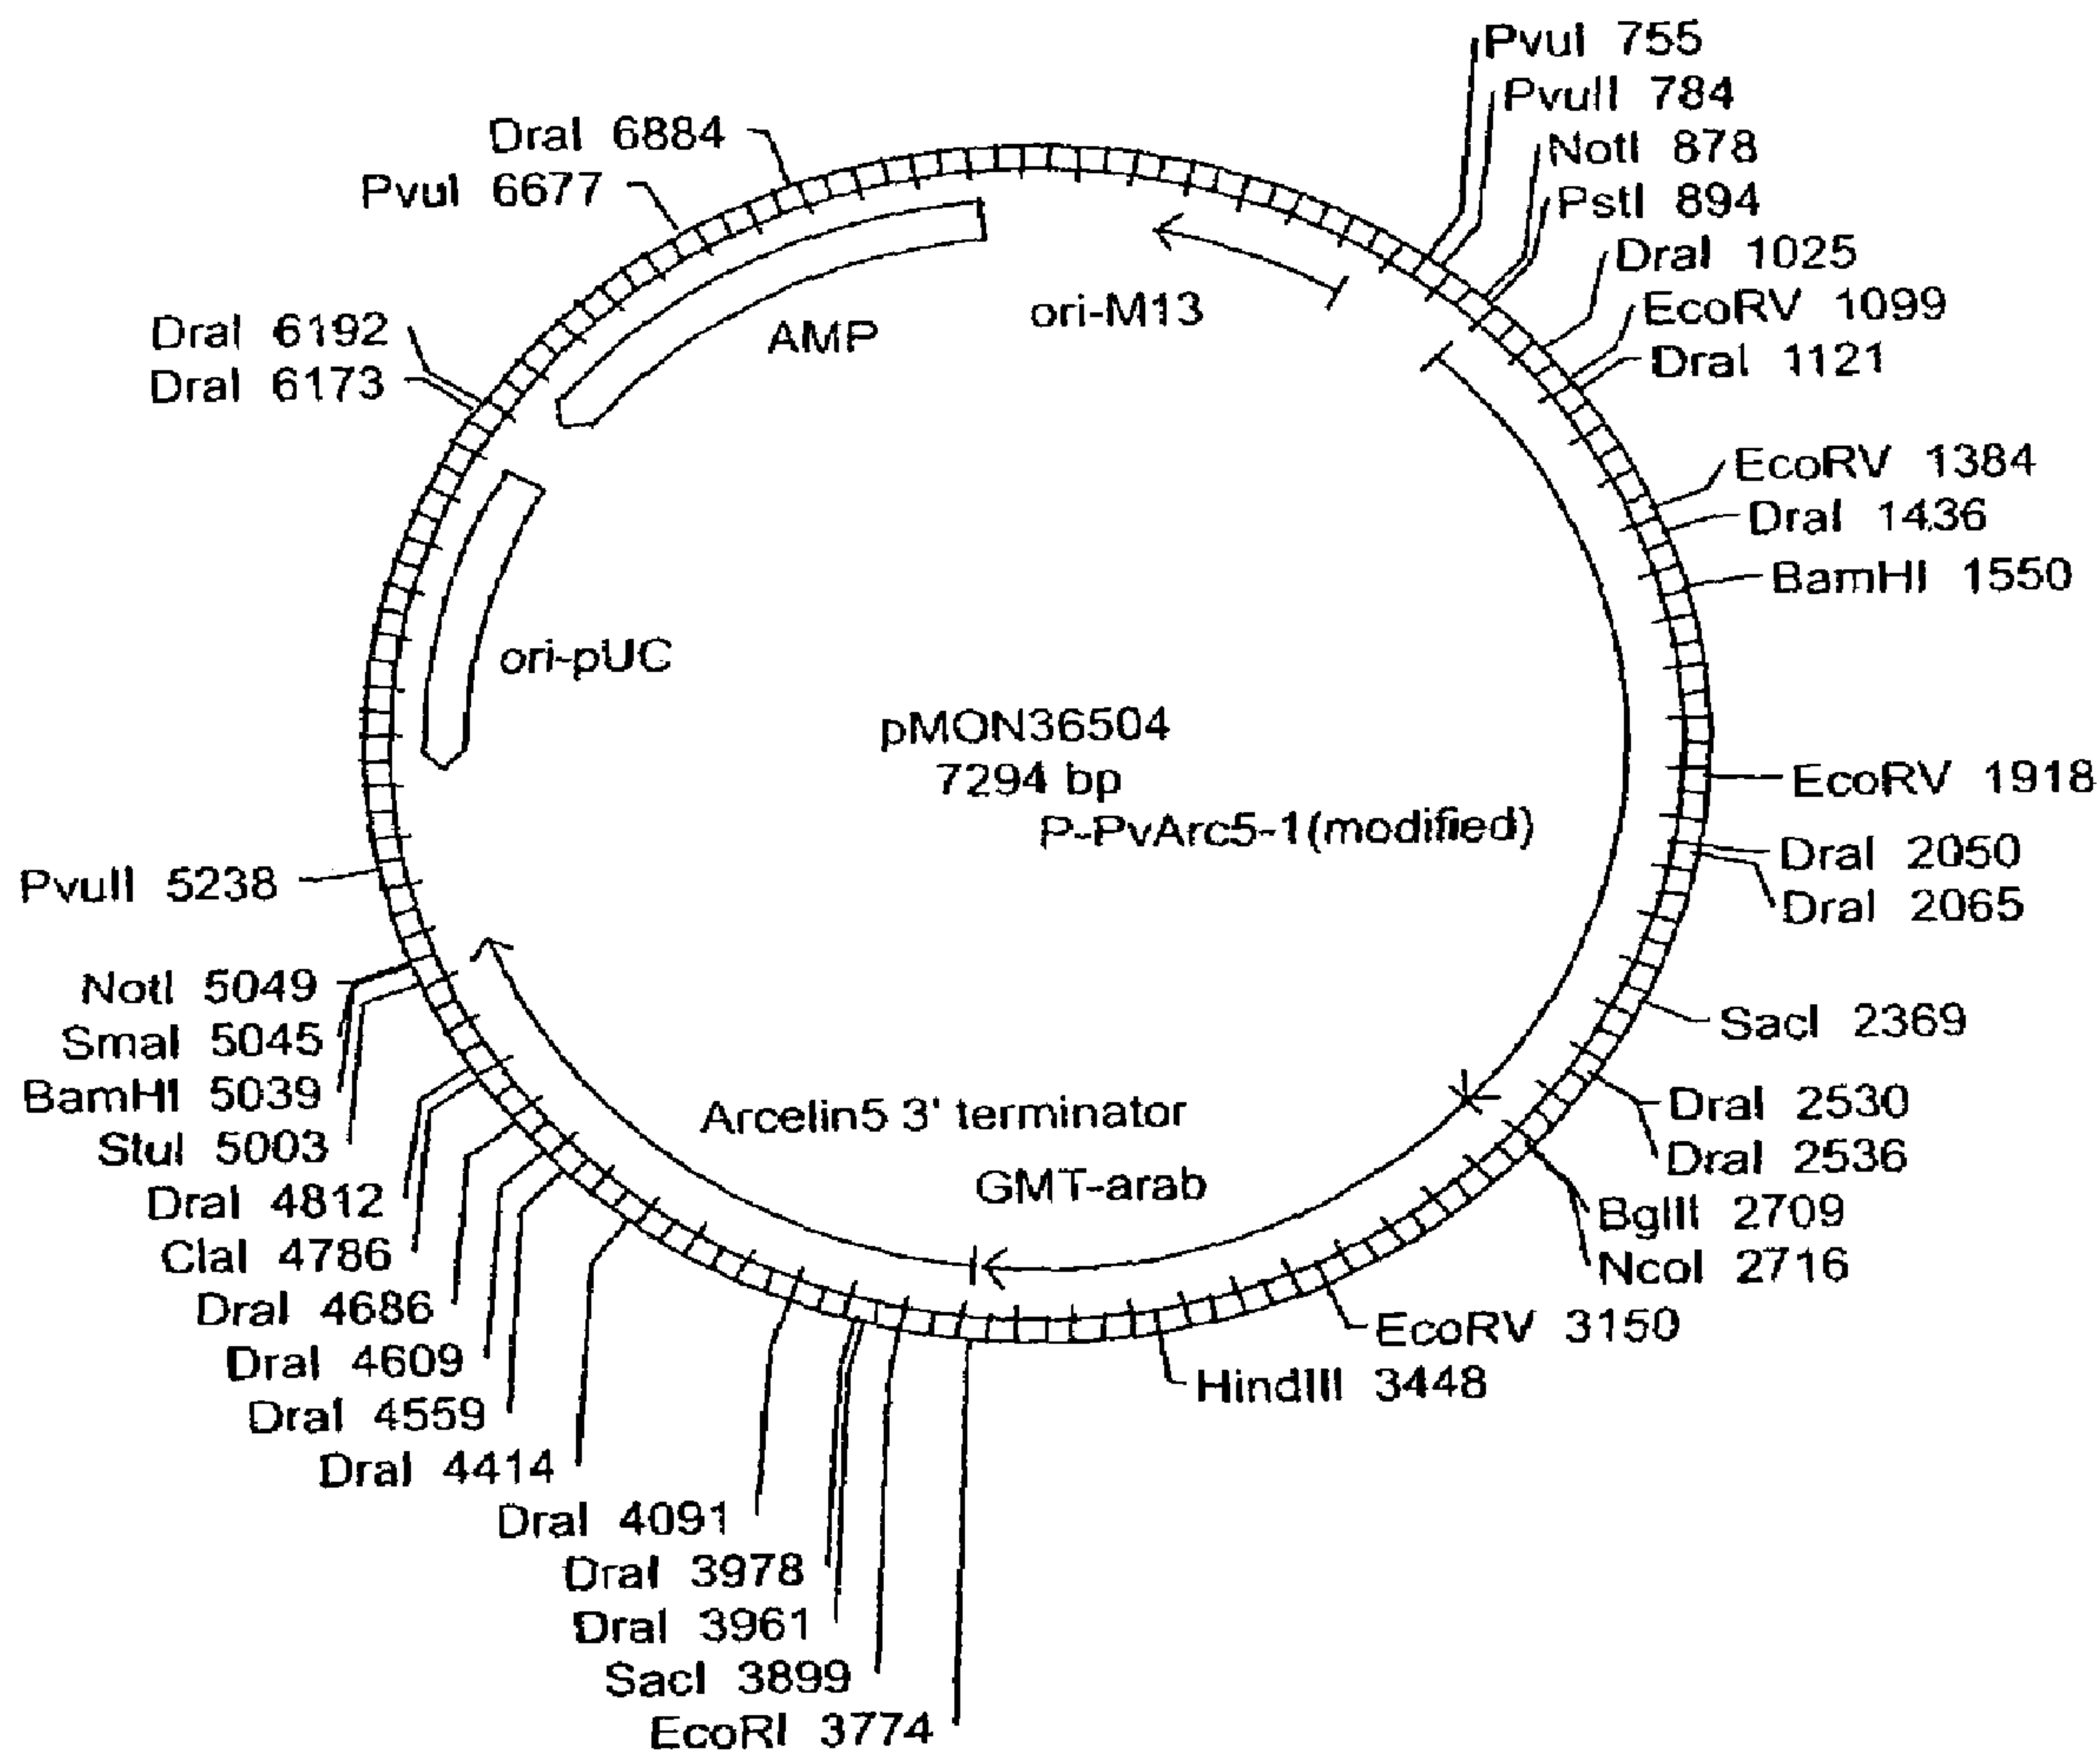 PvuI 755
PvuII 784
NotI 878
PstI 894
DraI 1025
EcoRV 1099
DraI 1121
EcoRV 1384
DraI 1436
BamHI 1550
EcoRV 1918
DraI 2050
DraI 2065
SacI 2369
DraI 2530
DraI 2536
BglII 2709
NcoI 2716
EcoRV 3150
HindIII 3448
EcoRI 3774
SacI 3899
DraI 3961
DraI 3978
DraI 4091
DraI 4414
DraI 4559
DraI 4609
DraI 4686
ClaI 4786
DraI 4812
StuI 5003
BamHI 5039
SmaI 5045
NotI 5049
PvuII 5238
DraI 6173
DraI 6192
PvuI 6677
DraI 6884
ori-M13
AMP
ori-pUC
pMON36504
7294 bp
P-PvArc5-1(modified)
Arcelin5 3' terminator
GMT-arab